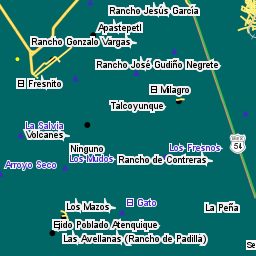 Rancho Jesús García
Apastepetl
Rancho Gonzalo Vargas
Rancho José Gudiño Negrete
El Fresnito
El Milagro
Talcoyunque
La Salvia
Volcanes
54
Ninguno
Los Fresnos
Los Mudos
Rancho de Contreras
Arroyo Seco
El Gato
Los Mazos
La Peña
Ejido Poblado Atenquique
Las Avellanas (Rancho de Padilla)